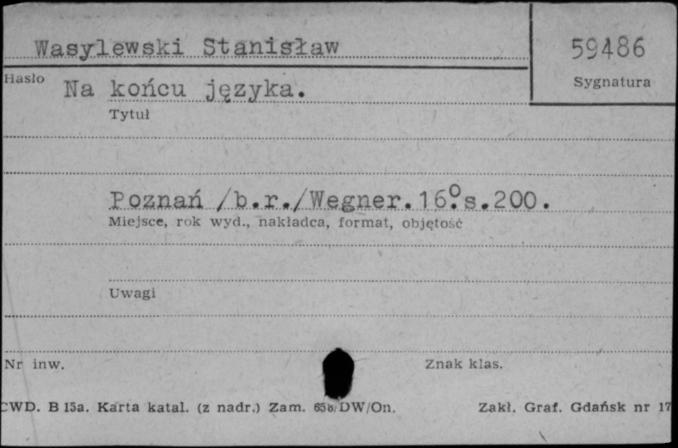 Wasylewski Stanisław
59486
Hasło
Sygnatura
Na końcu języka.
Tytuł
Poznań /b.r./Wegner.16°.s.200.
Miejsce, rok wyd., nakładca, format, objętość
Uwagi
Nr inw.
Znak klas.
CWD. B 15a. Karta katal. (z nadr.) Zam. DW/On.
Zakł. Graf. Gdańsk nr 17